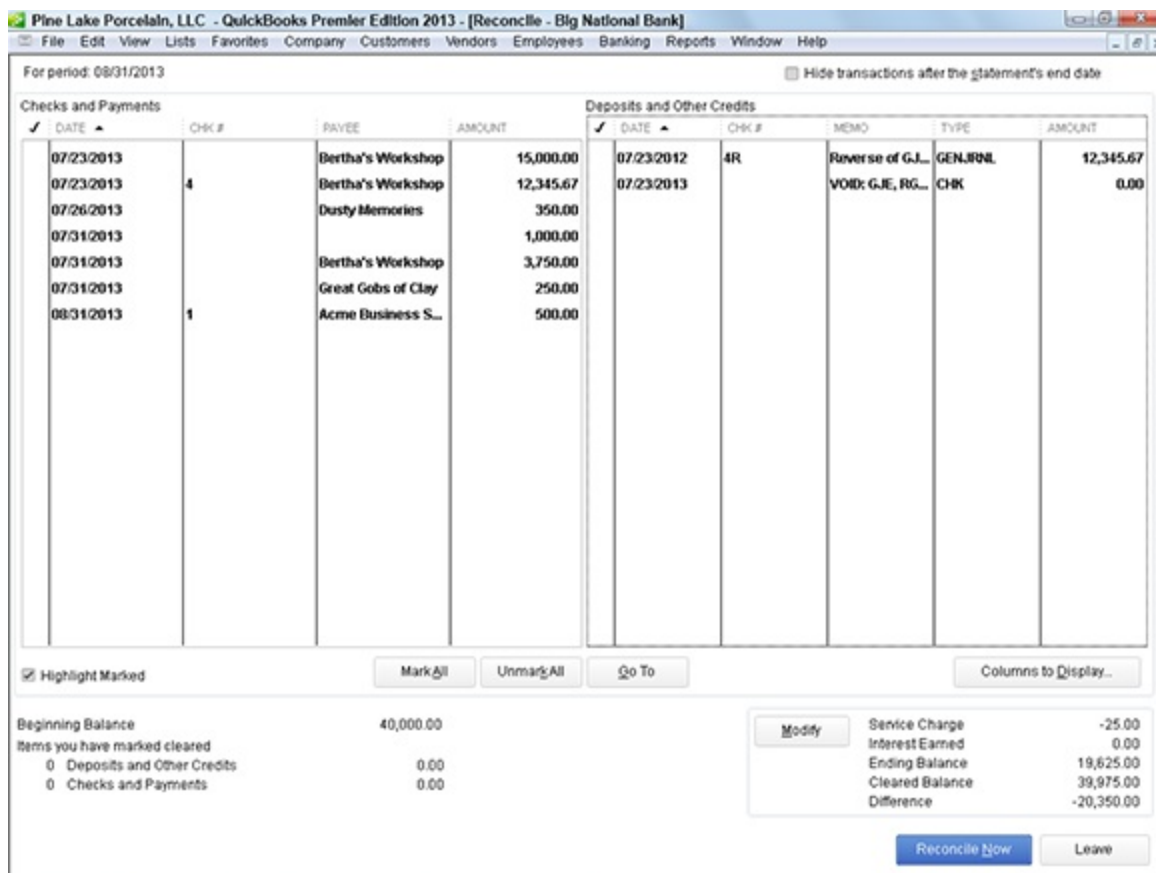 Pine Lake Porcelain, LLC - QuickBooks Premier Edition 2013 - [Reconcile - Big National Bank]
File Edit View Lists Favorites Company Customers Vendors Employees Banking Reports Window Help
For period: 08/31/2013
Hide transactions after the statement's end date
Checks and Payments
DATE CHK # PAYEE AMOUNT
07/23/2013 Bertha's Workshop 15,000.00
07/23/2013 4 Bertha's Workshop 12,345.67
07/26/2013 Dusty Memories 350.00
07/31/2013 1,000.00
07/31/2013 Bertha's Workshop 3,750.00
07/31/2013 Great Gobs of Clay 250.00
08/31/2013 1 Acme Business S...
500.00
Deposits and Other Credits
DATE CHK # MEMO TYPE AMOUNT
07/23/2012 4R Reverse of GJ... GENJRNL 12,345.67
07/23/2013 VOID: GJE, RG... CHK 0.00
Highlight Marked
Mark All
Unmark All
Go To
Columns to Display...
Beginning Balance 40,000.00
Items you have marked cleared
0 Deposits and Other Credits 0.00
0 Checks and Payments 0.00
Modify
Service Charge -25.00
Interest Earned 0.00
Ending Balance 19,625.00
Cleared Balance 39,975.00
Difference -20,350.00
Reconcile Now
Leave